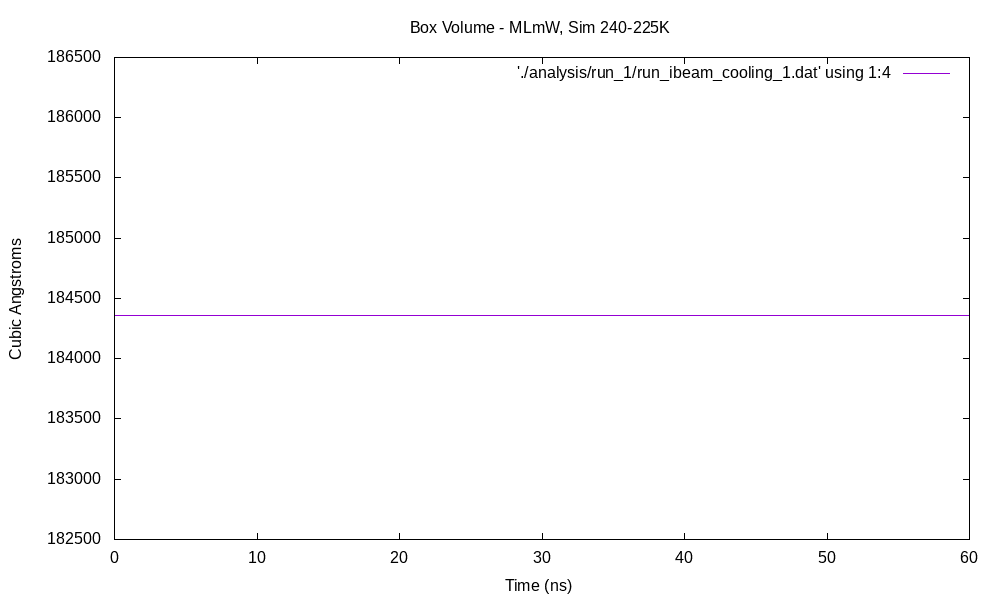 Box Volume - MLmW, Sim 240-225K
'./analysis/run_1/run_ibeam_cooling_1.dat' using 1:4
186500
186000
185500
185000
184500
184000
183500
183000
182500
Cubic Angstroms
0 10 20 30 40 50 60
Time (ns)